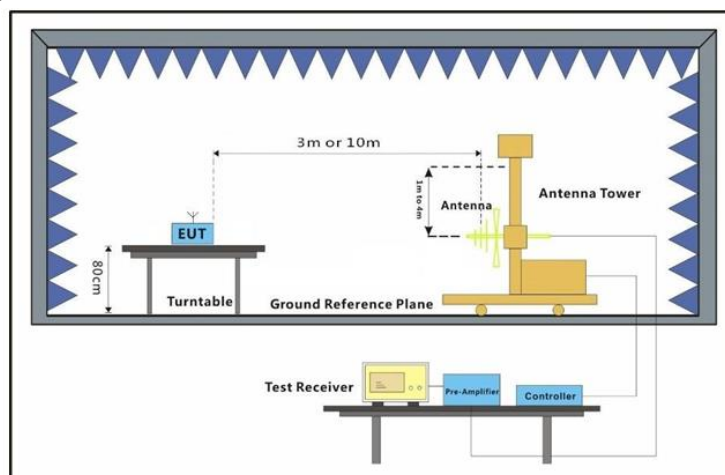 3m or 10m
1m to 4m
Antenna
Antenna Tower
EUT
80cm
Turntable
Ground Reference Plane
Test Receiver
Pre-Amplifier
Controller